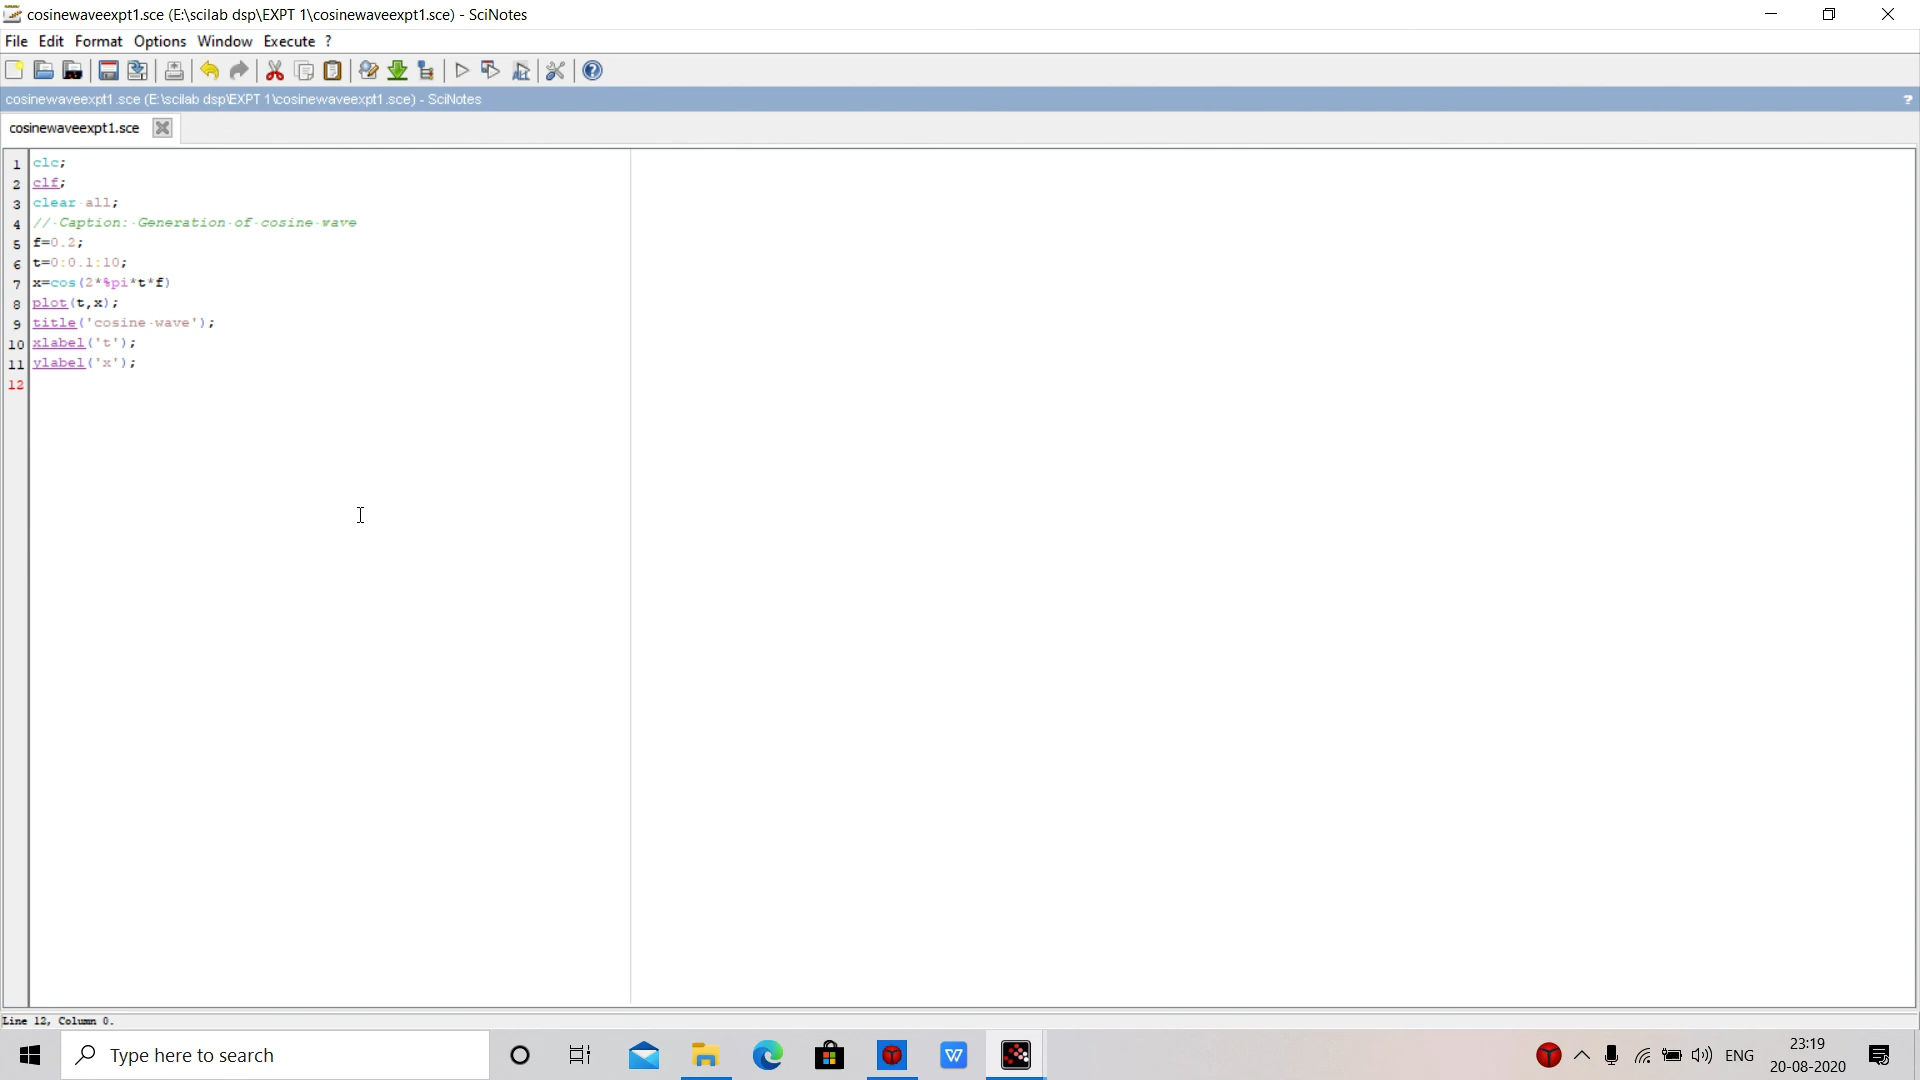 cosinewaveexpt1.sce (E:\scilab dsp\EXPT 1\cosinewaveexpt1.sce) - SciNotes
File Edit Format Options Window Execute ?
cosinewaveexpt1.sce (E:\scilab dsp\EXPT 1\cosinewaveexpt1.sce) - SciNotes ?
cosinewaveexpt1.sce
1 clc;
2 clf;
3 clear all;
4 // Caption: Generation of cosine wave
5 f=0.2;
6 t=0:0.1:10;
7 x=cos(2*%pi*t*f)
8 plot(t,x);
9 title('cosine wave');
10 xlabel('t');
11 ylabel('x');
12
Line 12, Column 0.
Type here to search
W
ENG
23:19
20-08-2020